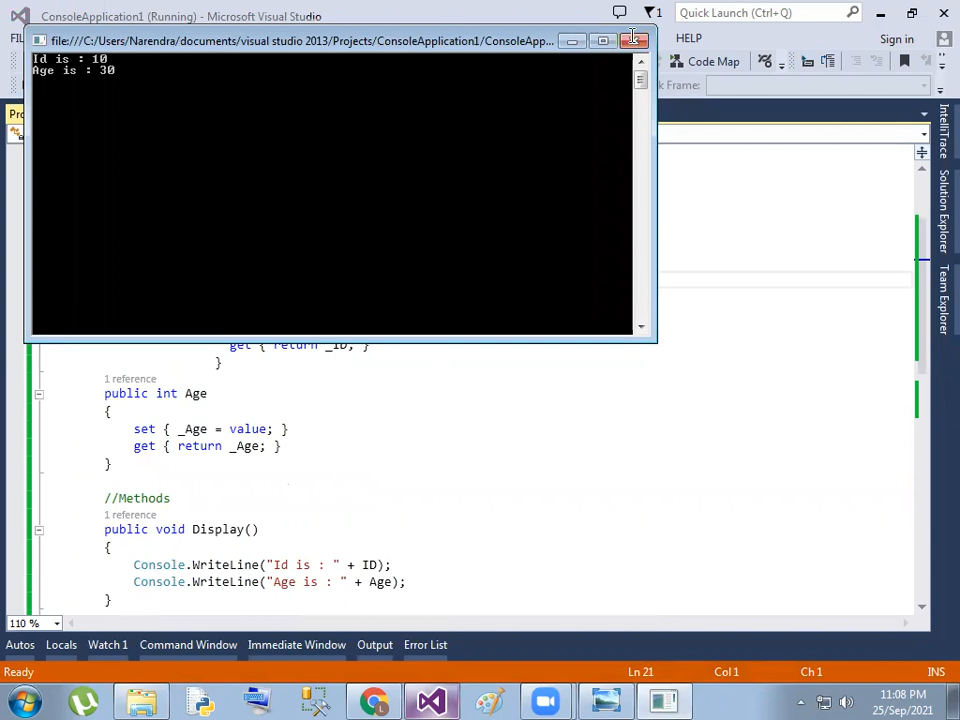 ConsoleApplication1 (Running) - Microsoft Visual Studio
1
Quick Launch (Ctrl+Q)
file:///C:/Users/Narendra/documents/visual studio 2013/Projects/ConsoleApplication1/ConsoleApp...
HELP
Sign in
Id is : 10
Age is : 30
Code Map
Frame:
IntelliTrace
Solution Explorer
Team Explorer
get { return _ID; }
}
1 reference
public int Age
{
set { _Age = value; }
get { return _Age; }
}
//Methods
1 reference
public void Display()
{
Console.WriteLine("Id is : " + ID);
Console.WriteLine("Age is : " + Age);
}
110 %
Autos Locals Watch 1 Command Window Immediate Window Output Error List
Ready Ln 21 Col 1 Ch 1 INS
11:08 PM
25/Sep/2021